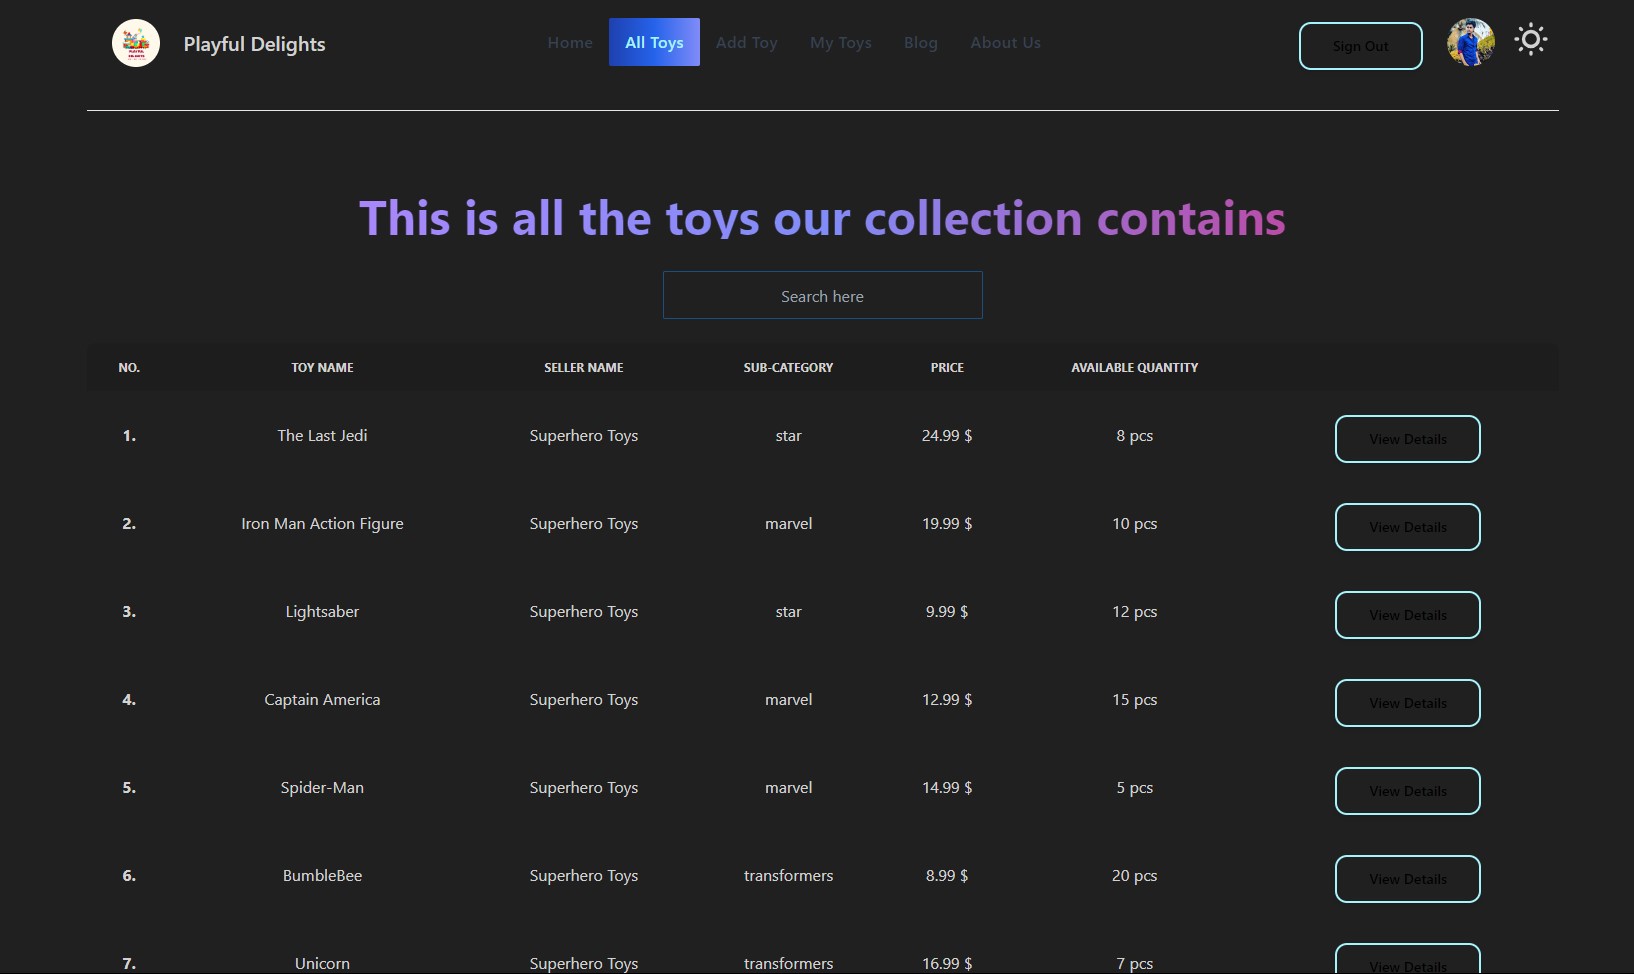 Playful Delights Home All Toys Add Toy My Toys Blog About Us Sign Out
This is all the toys our collection contains
Search here
NO. TOY NAME SELLER NAME SUB-CATEGORY PRICE AVAILABLE QUANTITY
1. The Last Jedi Superhero Toys star 24.99 $ 8 pcs View Details
2. Iron Man Action Figure Superhero Toys marvel 19.99 $ 10 pcs View Details
3. Lightsaber Superhero Toys star 9.99 $ 12 pcs View Details
4. Captain America Superhero Toys marvel 12.99 $ 15 pcs View Details
5. Spider-Man Superhero Toys marvel 14.99 $ 5 pcs View Details
6. BumbleBee Superhero Toys transformers 8.99 $ 20 pcs View Details
7. Unicorn Superhero Toys transformers 16.99 $ 7 pcs View Details